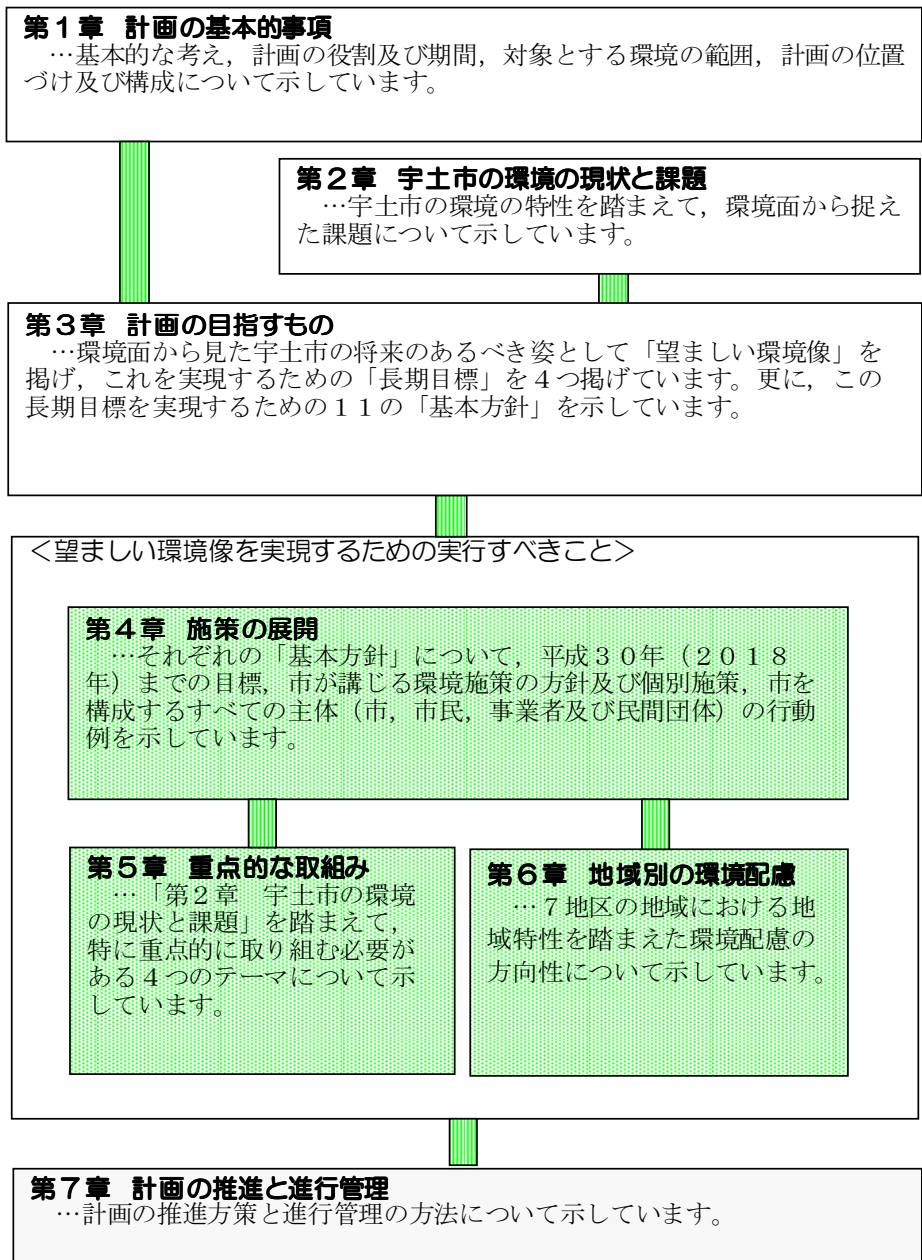 第１章 計画の基本的事項
…基本的な考え，計画の役割及び期間，対象とする環境の範囲，計画の位置
づけ及び構成について示しています。
第２章 宇土市の環境の現状と課題
…宇土市の環境の特性を踏まえて，環境面から捉え
た課題について示しています。
第３章 計画の目指すもの
…環境面から見た宇土市の将来のあるべき姿として「望ましい環境像」を
掲げ，これを実現するための「長期目標」を４つ掲げています。更に，この
長期目標を実現するための１１の「基本方針」を示しています。
＜望ましい環境像を実現するための実行すべきこと＞
第４章 施策の展開
…それぞれの「基本方針」について，平成３０年（２０１８
年）までの目標，市が講じる環境施策の方針及び個別施策，市を
構成するすべての主体（市，市民，事業者及び民間団体）の行動
例を示しています。
第５章 重点的な取組み
…「第２章 宇土市の環境
の現状と課題」を踏まえて，
特に重点的に取り組む必要が
ある４つのテーマについて示
しています。
第６章 地域別の環境配慮
…７地区の地域における地
域特性を踏まえた環境配慮の
方向性について示しています。
第７章 計画の推進と進行管理
…計画の推進方策と進行管理の方法について示しています。